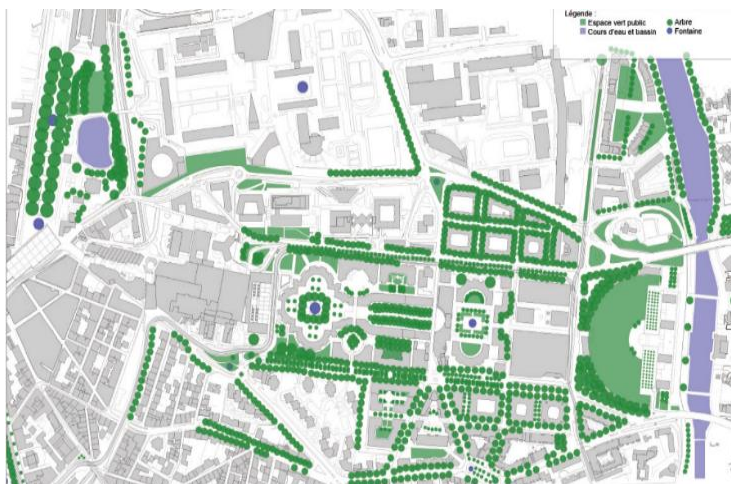 Légende :
Espace vert public
Arbre
Cours d'eau et bassin
Fontaine